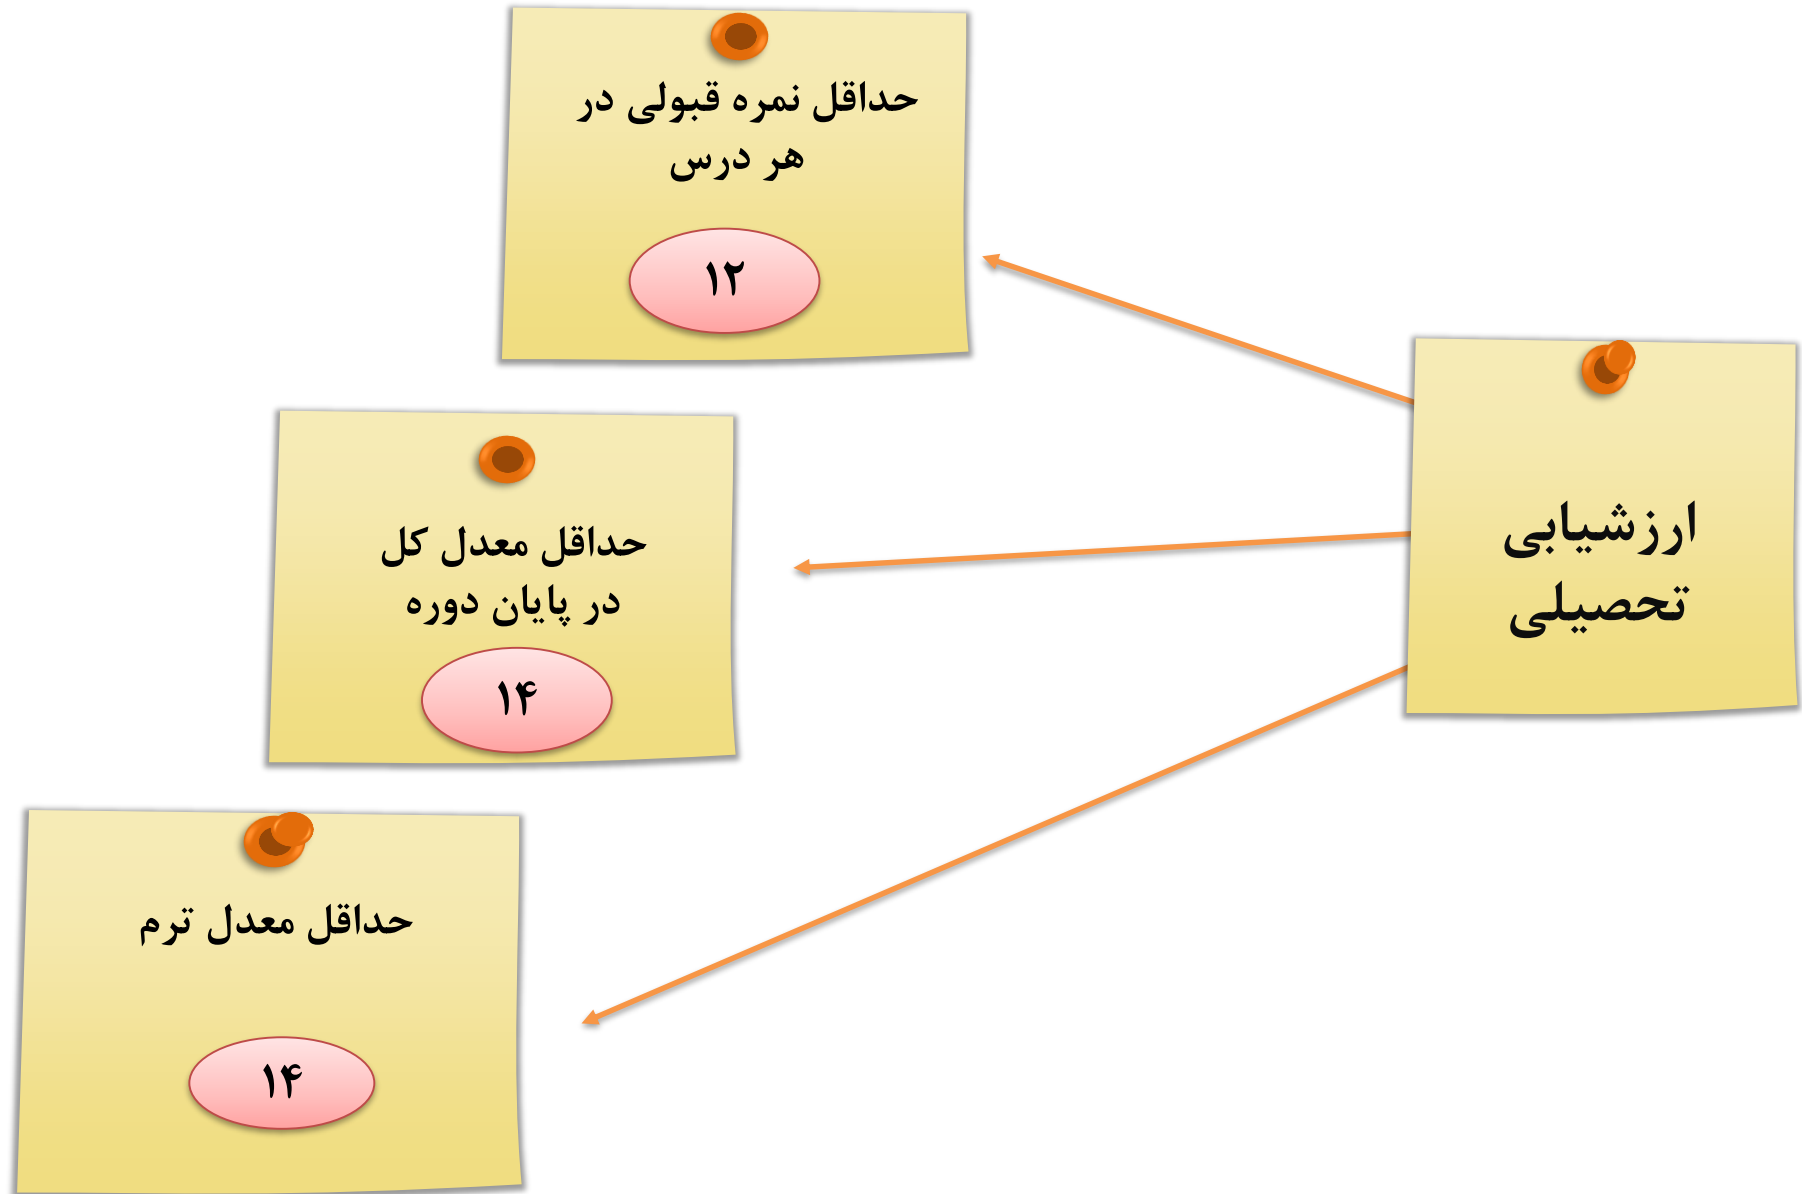 حداقل نمره قبولی در
هر درس
۱۲
ارزشیابی
تحصیلی
حداقل معدل کل
در پایان دوره
۱۴
حداقل معدل ترم
۱۴